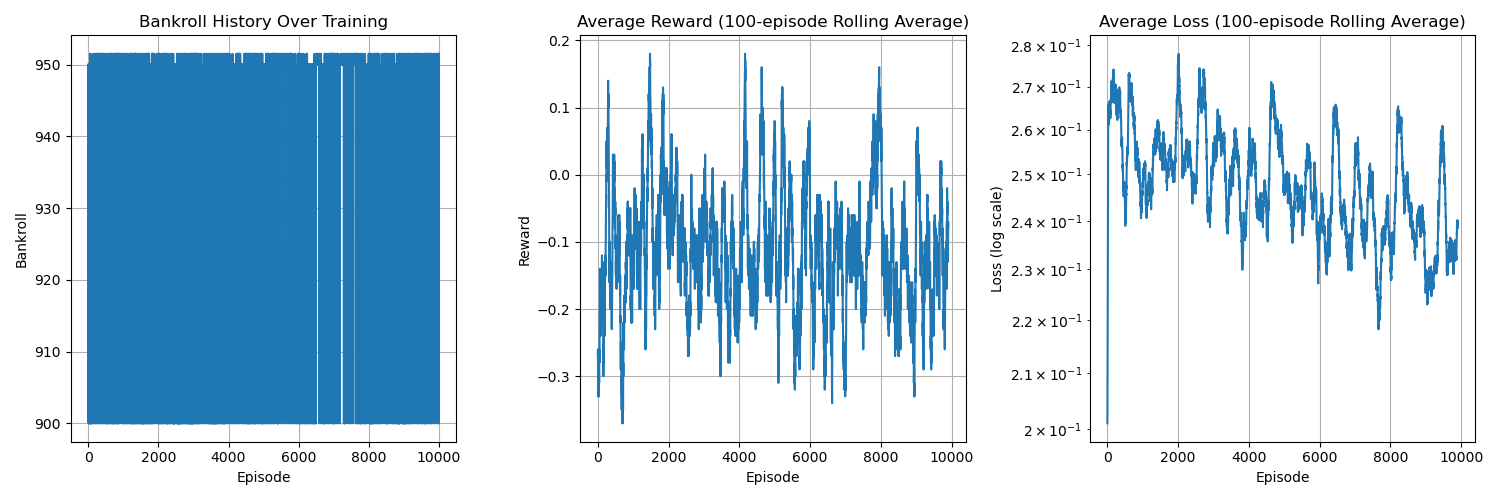 Bankroll History Over Training
Bankroll
950
940
930
920
910
900
0 2000 4000 6000 8000 10000
Episode
Average Reward (100-episode Rolling Average)
Reward
0.2
0.1
0.0
−0.1
−0.2
−0.3
0 2000 4000 6000 8000 10000
Episode
Average Loss (100-episode Rolling Average)
Loss (log scale)
2.8 × 10⁻¹
2.7 × 10⁻¹
2.6 × 10⁻¹
2.5 × 10⁻¹
2.4 × 10⁻¹
2.3 × 10⁻¹
2.2 × 10⁻¹
2.1 × 10⁻¹
2 × 10⁻¹
0 2000 4000 6000 8000 10000
Episode